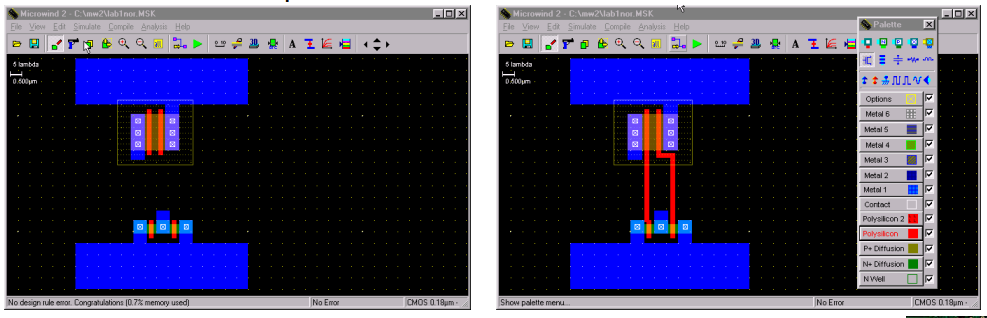 Microwind 2 - C:\mw2\lab1nor.MSK
File View Edit Simulate Compile Analysis Help
5 lambda
0.600µm
No design rule error. Congratulations (0.7% memory used) No Error CMOS 0.18µm -
Microwind 2 - C:\mw2\lab1nor.MSK
File View Edit Simulate Compile Analysis Help
5 lambda
0.600µm
Palette
Options
Metal 6
Metal 5
Metal 4
Metal 3
Metal 2
Metal 1
Contact
Polysilicon 2
Polysilicon
P+ Diffusion
N+ Diffusion
N Well
Show palette menu... No Error CMOS 0.18µm -